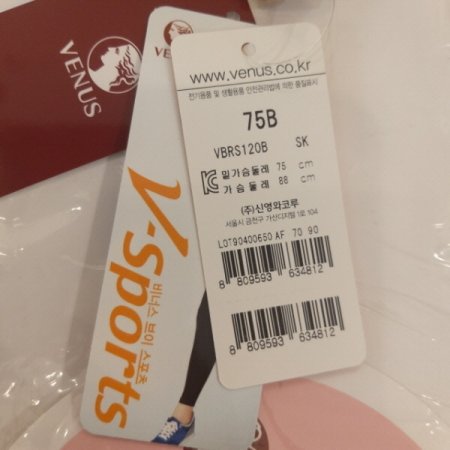 VENUS
VENUS
V-sports
비너스 브이 스포츠
www.venus.co.kr
전기용품 및 생활용품 안전관리법에 의한 품질표시
75B
VBRS120B SK
밑가슴둘레 75 cm
가슴둘레 88 cm
(주)신영와코루
서울시 금천구 가산디지털 1로 104
LOT90400650 AF 70 90
8 809593 634812
8 809593 634812